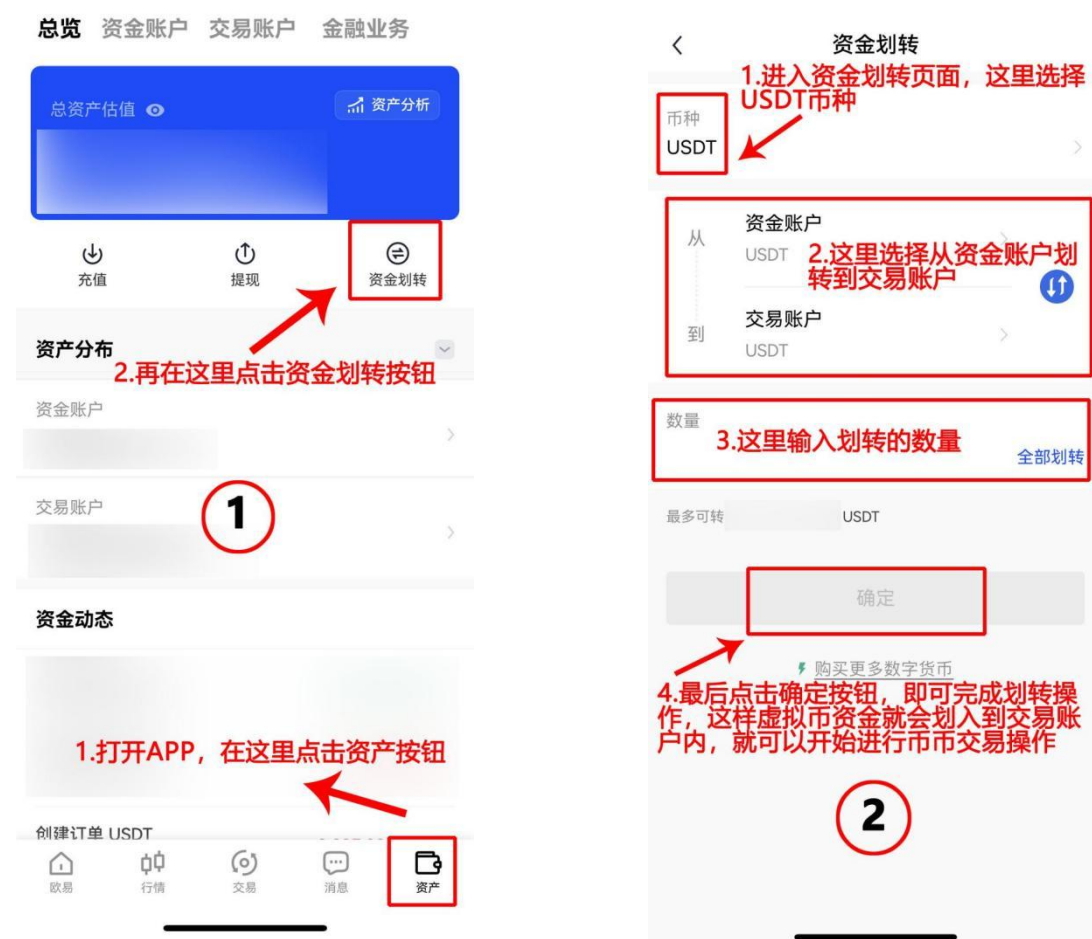 总览 资金账户 交易账户 金融业务
总资产估值
资产分析
充值
提现
资金划转
资产分布
2.再在这里点击资金划转按钮
资金账户
交易账户
1
资金动态
1.打开APP，在这里点击资产按钮
创建订单 USDT
欧易
行情
交易
消息
资产
资金划转
1.进入资金划转页面，这里选择
USDT币种
币种
USDT
从
资金账户
USDT
2.这里选择从资金账户划
转到交易账户
到
交易账户
USDT
数量
3.这里输入划转的数量
全部划转
最多可转
USDT
确定
购买更多数字货币
4.最后点击确定按钮，即可完成划转操
作，这样虚拟币资金就会划入到交易账
户内，就可以开始进行币币交易操作
2